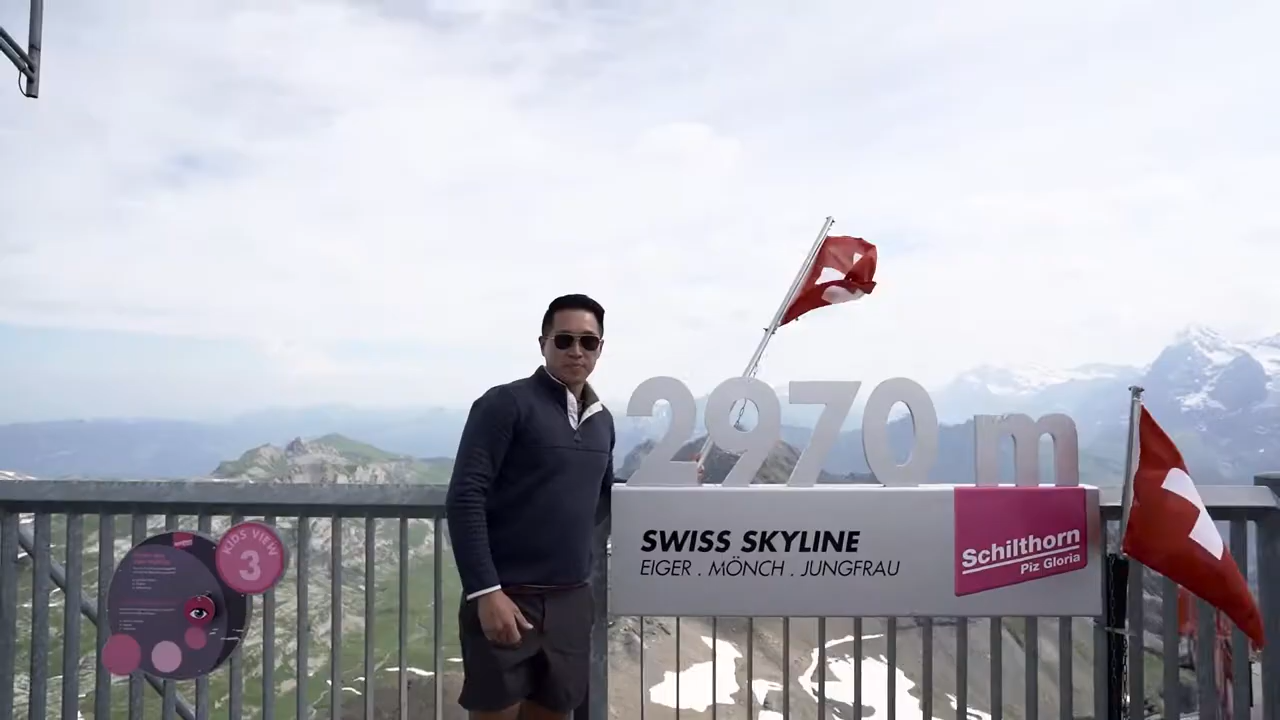 2970 m
SWISS SKYLINE
EIGER . MÖNCH . JUNGFRAU
Schilthorn
Piz Gloria
KIDS VIEW
3